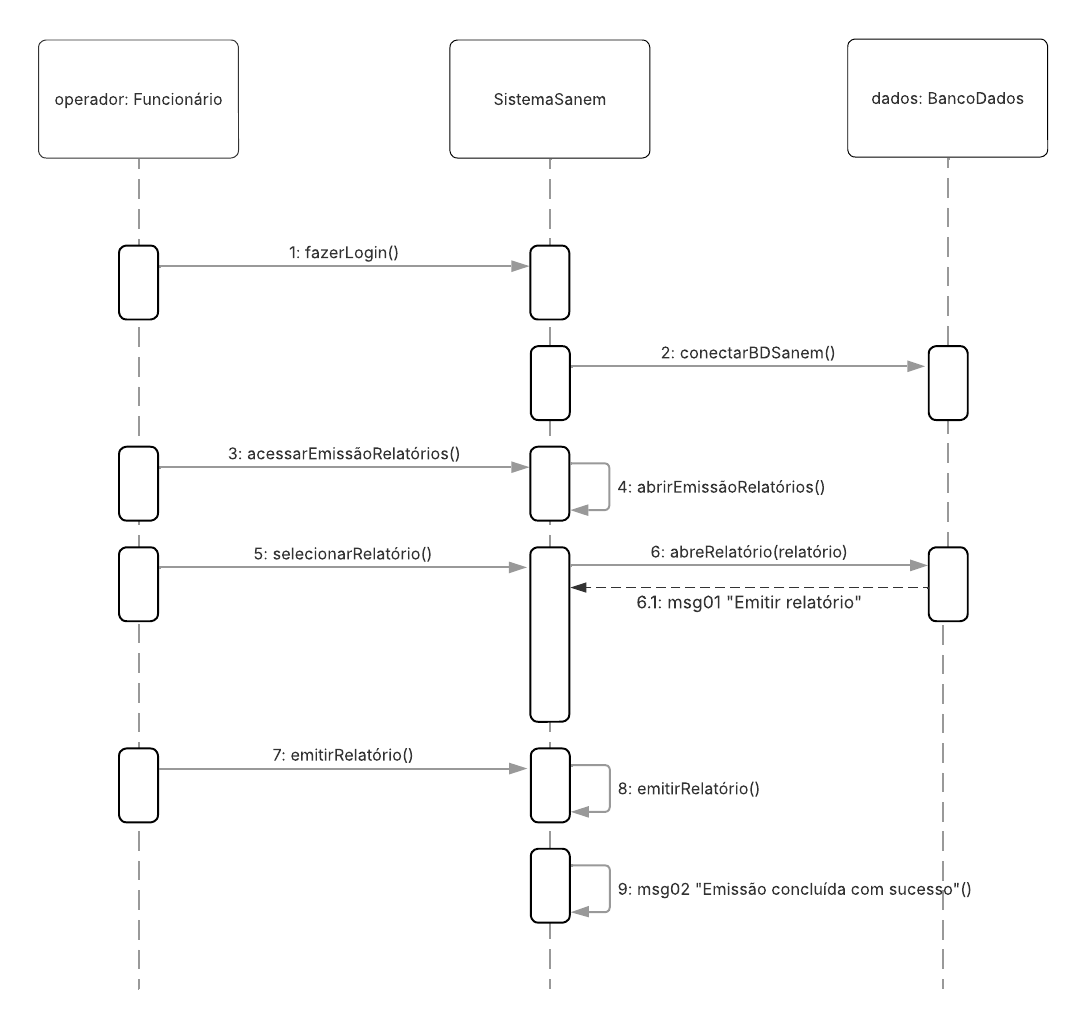 operador: Funcionário
SistemaSanem
dados: BancoDados
1: fazerLogin()
2: conectarBDSanem()
3: acessarEmissãoRelatórios()
4: abrirEmissãoRelatórios()
5: selecionarRelatório()
6: abreRelatório(relatório)
6.1: msg01 "Emitir relatório"
7: emitirRelatório()
8: emitirRelatório()
9: msg02 "Emissão concluída com sucesso"()